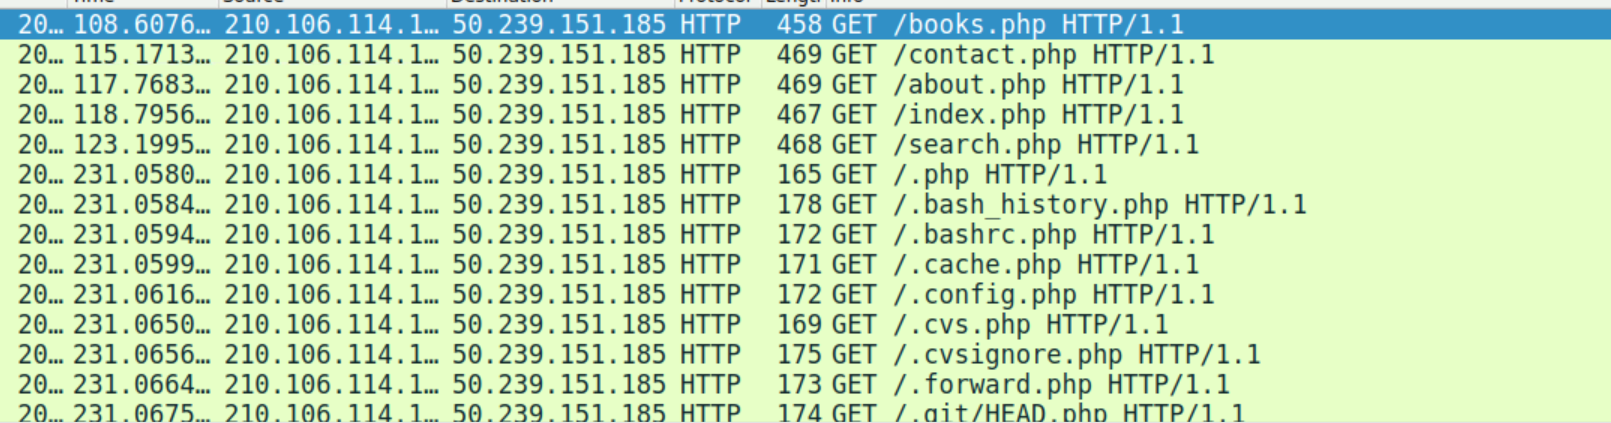 Time Source Destination Protocol Length Info
20… 108.6076… 210.106.114.1… 50.239.151.185 HTTP 458 GET /books.php HTTP/1.1
20… 115.1713… 210.106.114.1… 50.239.151.185 HTTP 469 GET /contact.php HTTP/1.1
20… 117.7683… 210.106.114.1… 50.239.151.185 HTTP 469 GET /about.php HTTP/1.1
20… 118.7956… 210.106.114.1… 50.239.151.185 HTTP 467 GET /index.php HTTP/1.1
20… 123.1995… 210.106.114.1… 50.239.151.185 HTTP 468 GET /search.php HTTP/1.1
20… 231.0580… 210.106.114.1… 50.239.151.185 HTTP 165 GET /.php HTTP/1.1
20… 231.0584… 210.106.114.1… 50.239.151.185 HTTP 178 GET /.bash_history.php HTTP/1.1
20… 231.0594… 210.106.114.1… 50.239.151.185 HTTP 172 GET /.bashrc.php HTTP/1.1
20… 231.0599… 210.106.114.1… 50.239.151.185 HTTP 171 GET /.cache.php HTTP/1.1
20… 231.0616… 210.106.114.1… 50.239.151.185 HTTP 172 GET /.config.php HTTP/1.1
20… 231.0650… 210.106.114.1… 50.239.151.185 HTTP 169 GET /.cvs.php HTTP/1.1
20… 231.0656… 210.106.114.1… 50.239.151.185 HTTP 175 GET /.cvsignore.php HTTP/1.1
20… 231.0664… 210.106.114.1… 50.239.151.185 HTTP 173 GET /.forward.php HTTP/1.1
20… 231.0675… 210.106.114.1… 50.239.151.185 HTTP 174 GET /.git/HEAD.php HTTP/1.1